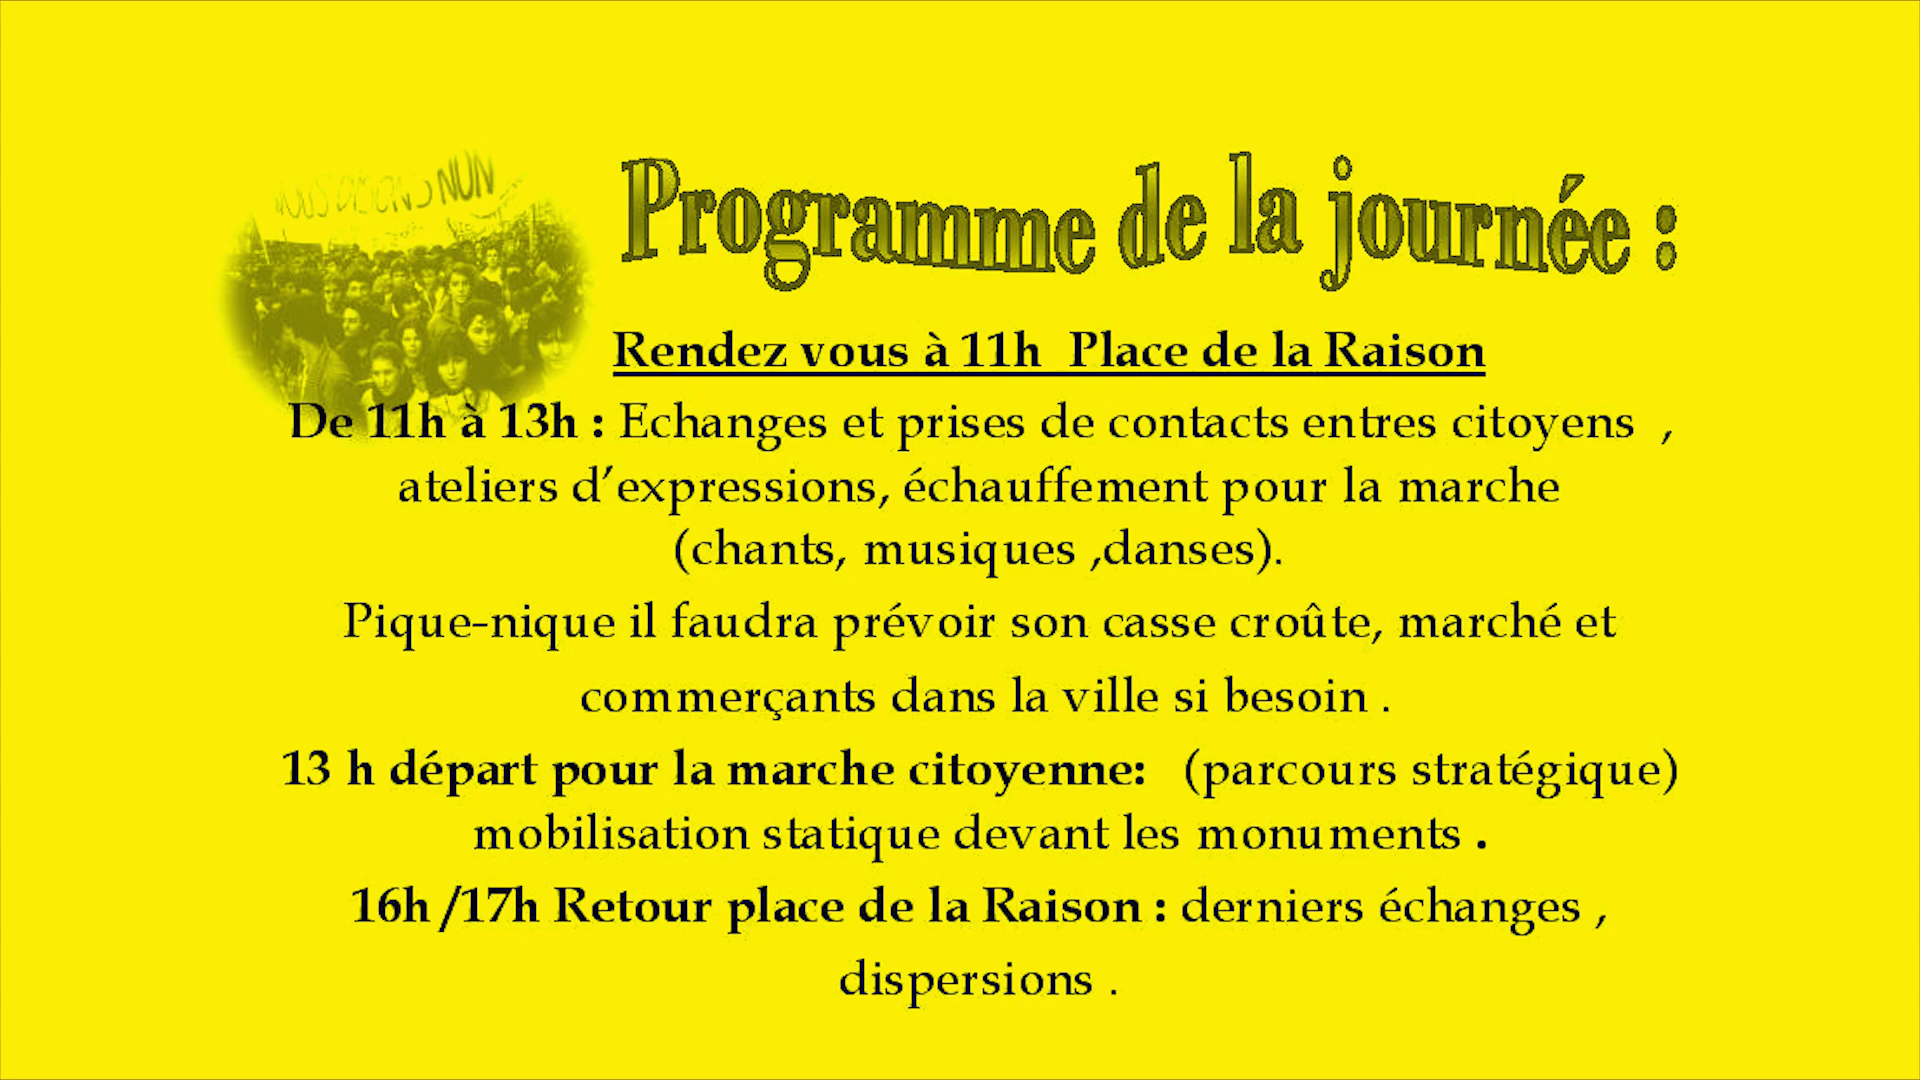 NOUS DISONS NON
Programme de la journée :
Rendez vous à 11h Place de la Raison
De 11h à 13h : Echanges et prises de contacts entres citoyens ,
ateliers d’expressions, échauffement pour la marche
(chants, musiques ,danses).
Pique-nique il faudra prévoir son casse croûte, marché et
commerçants dans la ville si besoin .
13 h départ pour la marche citoyenne: (parcours stratégique)
mobilisation statique devant les monuments .
16h /17h Retour place de la Raison : derniers échanges ,
dispersions .